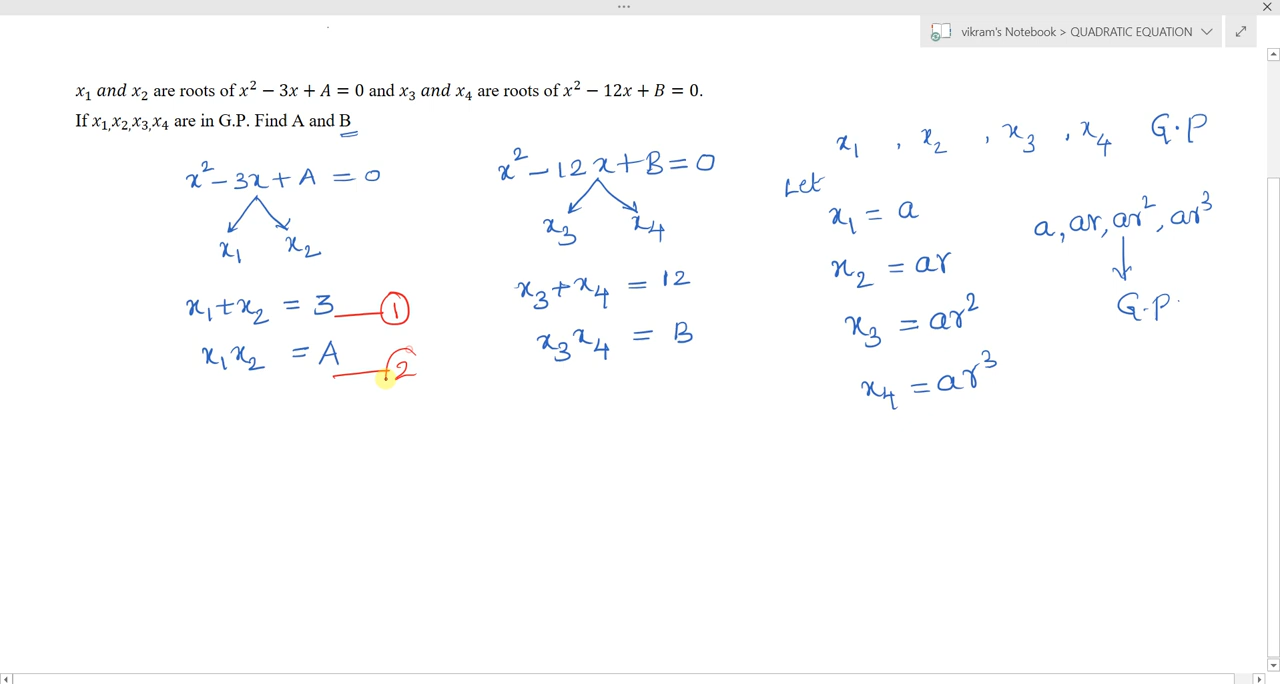 vikram's Notebook > QUADRATIC EQUATION
x₁ and x₂ are roots of x² − 3x + A = 0 and x₃ and x₄ are roots of x² − 12x + B = 0.
If x₁,x₂,x₃,x₄ are in G.P. Find A and B
x² − 3x + A = 0
x₁ x₂
x₁ + x₂ = 3 ①
x₁x₂ = A 2
x² − 12x + B = 0
x₃ x₄
x₃ + x₄ = 12
x₃x₄ = B
x₁ , x₂ , x₃ , x₄ G.P
Let
x₁ = a
x₂ = ar
x₃ = ar²
x₄ = ar³
a, ar, ar², ar³
G.P.